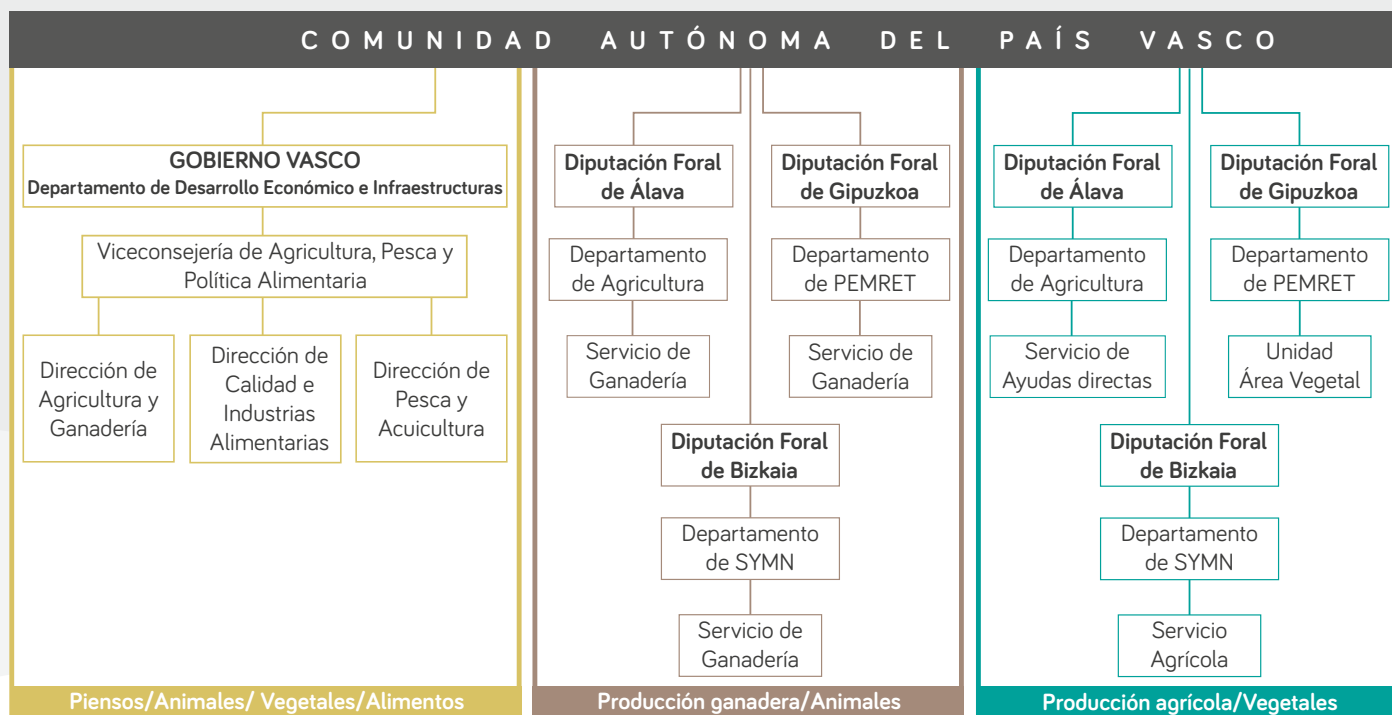 COMUNIDAD AUTÓNOMA DEL PAÍS VASCO
GOBIERNO VASCO
Departamento de Desarrollo Económico e Infraestructuras
Viceconsejería de Agricultura, Pesca y
Política Alimentaria
Dirección de
Agricultura y
Ganadería
Dirección de
Calidad e
Industrias
Alimentarias
Dirección de
Pesca y
Acuicultura
Piensos/Animales/ Vegetales/Alimentos
Diputación Foral
de Álava
Departamento
de Agricultura
Servicio de
Ganadería
Diputación Foral
de Gipuzkoa
Departamento
de PEMRET
Servicio de
Ganadería
Diputación Foral
de Bizkaia
Departamento
de SYMN
Servicio de
Ganadería
Producción ganadera/Animales
Diputación Foral
de Álava
Departamento
de Agricultura
Servicio de
Ayudas directas
Diputación Foral
de Gipuzkoa
Departamento
de PEMRET
Unidad
Área Vegetal
Diputación Foral
de Bizkaia
Departamento
de SYMN
Servicio
Agrícola
Producción agrícola/Vegetales